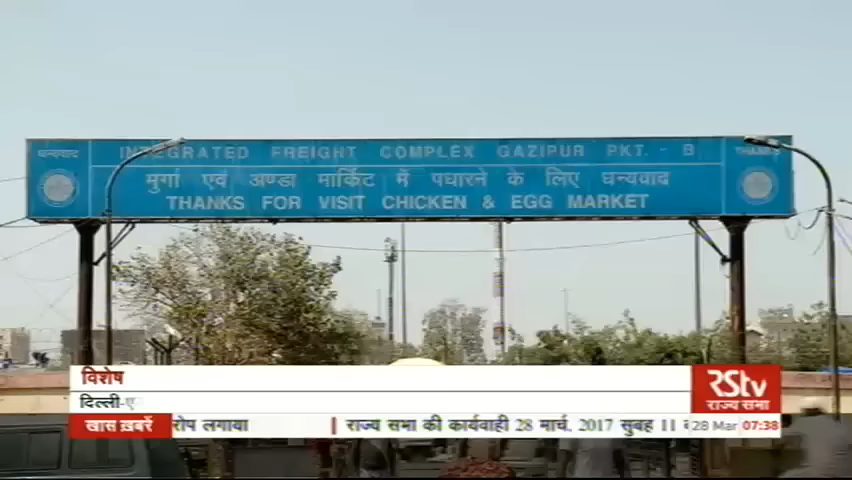 धन्यवाद INTEGRATED FREIGHT COMPLEX GAZIPUR PKT. - B THANKS
मुर्गा एवं अण्डा मार्किट में पधारने के लिए धन्यवाद
THANKS FOR VISIT CHICKEN & EGG MARKET
विशेष
RSTV
दिल्ली-ए
राज्य सभा
खास ख़बरें रोप लगाया | राज्य सभा की कार्यवाही 28 मार्च, 2017 सुबह 11 28 Mar 07:38